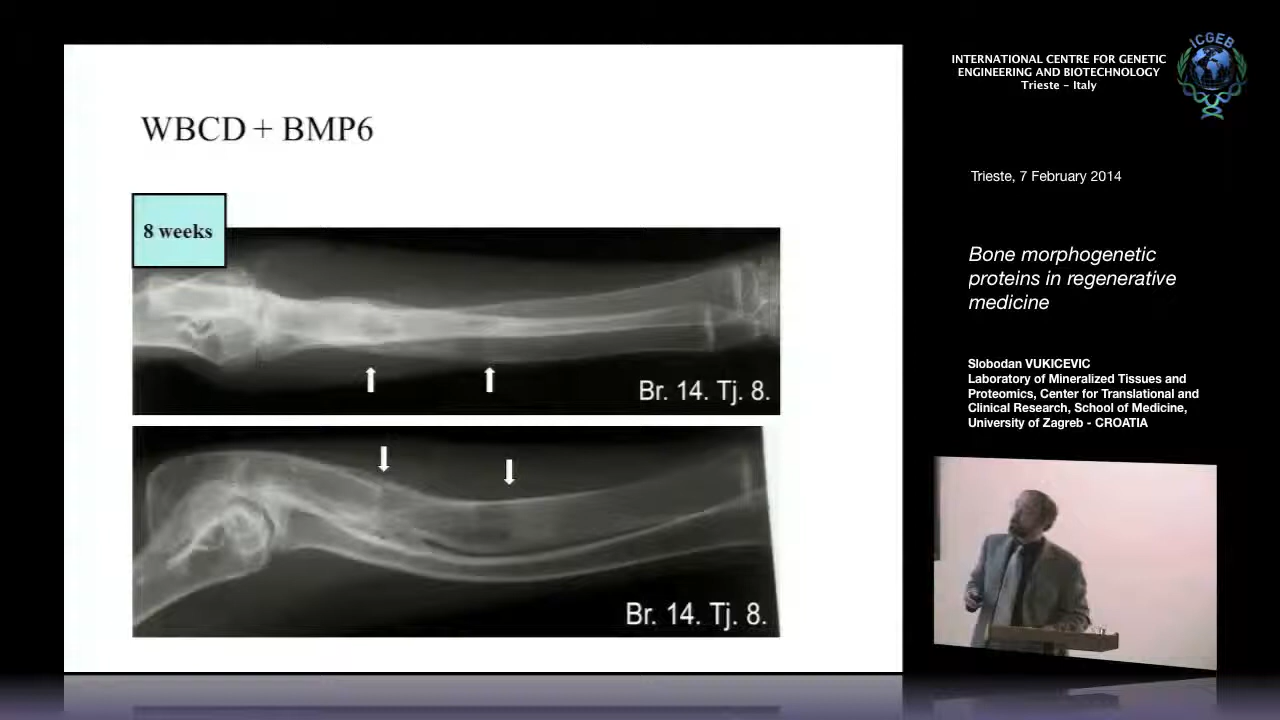 WBCD + BMP6
8 weeks
Br. 14. Tj. 8.
Br. 14. Tj. 8.
ICGEB
INTERNATIONAL CENTRE FOR GENETIC
ENGINEERING AND BIOTECHNOLOGY
Trieste - Italy
Trieste, 7 February 2014
Bone morphogenetic
proteins in regenerative
medicine
Slobodan VUKICEVIC
Laboratory of Mineralized Tissues and
Proteomics, Center for Translational and
Clinical Research, School of Medicine,
University of Zagreb - CROATIA